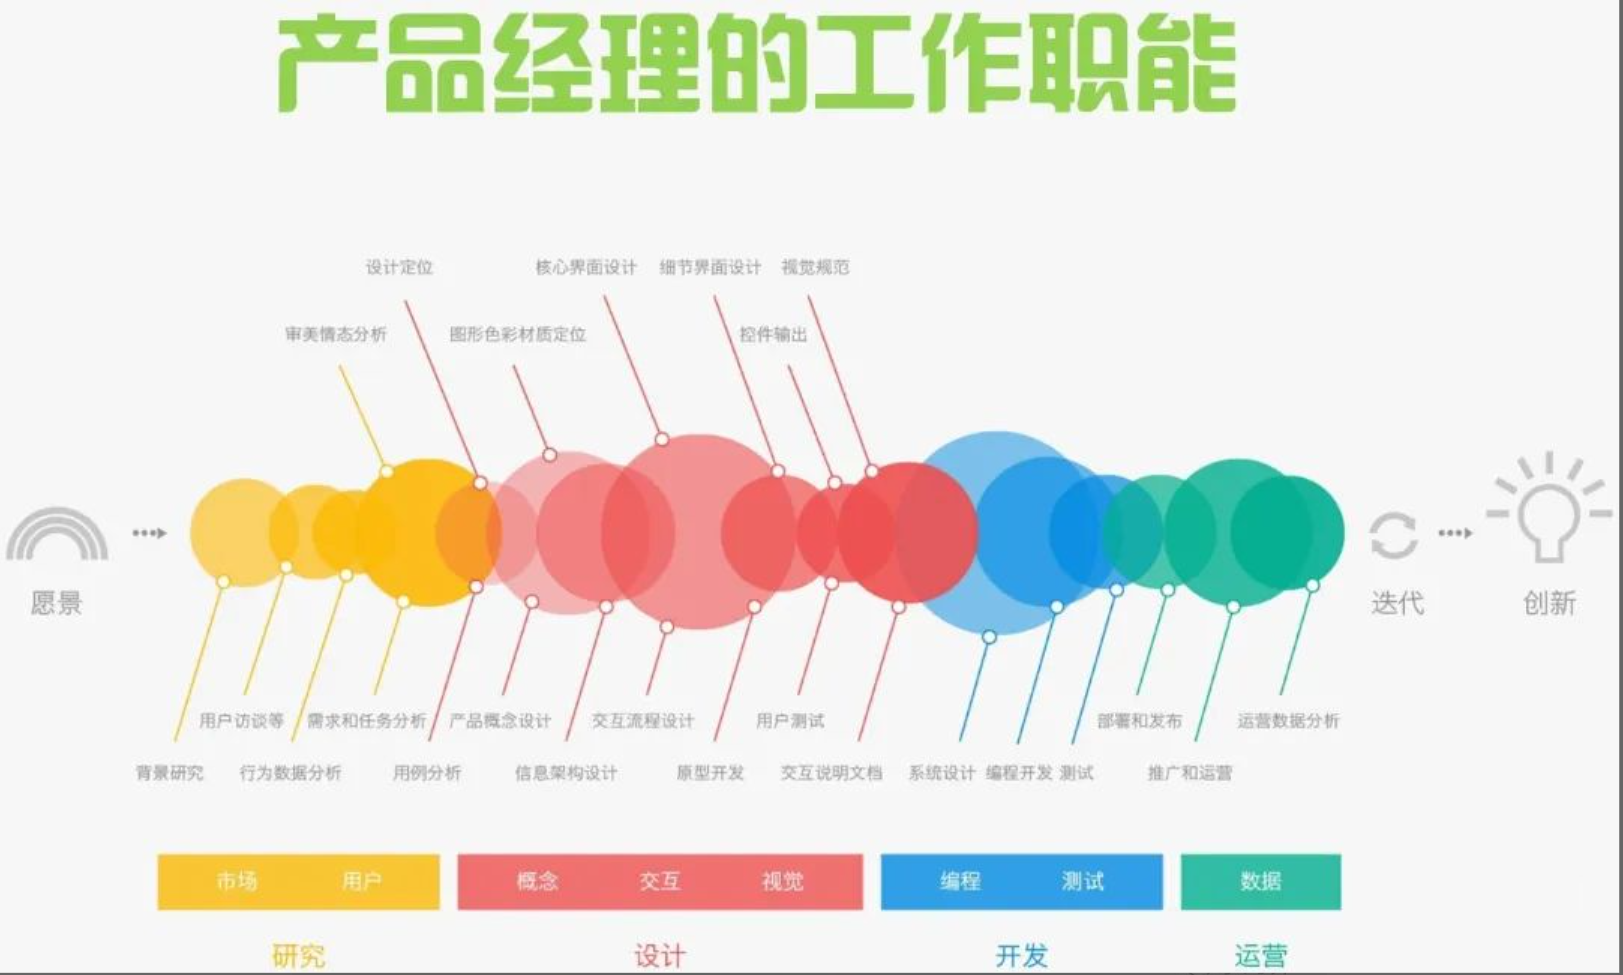 产品经理的工作职能
设计定位
核心界面设计
细节界面设计
视觉规范
审美情态分析
图形色彩材质定位
控件输出
愿景
迭代
创新
用户访谈等
需求和任务分析
产品概念设计
交互流程设计
用户测试
部署和发布
运营数据分析
背景研究
行为数据分析
用例分析
信息架构设计
原型开发
交互说明文档
系统设计
编程开发
测试
推广和运营
市场
用户
概念
交互
视觉
编程
测试
数据
研究
设计
开发
运营